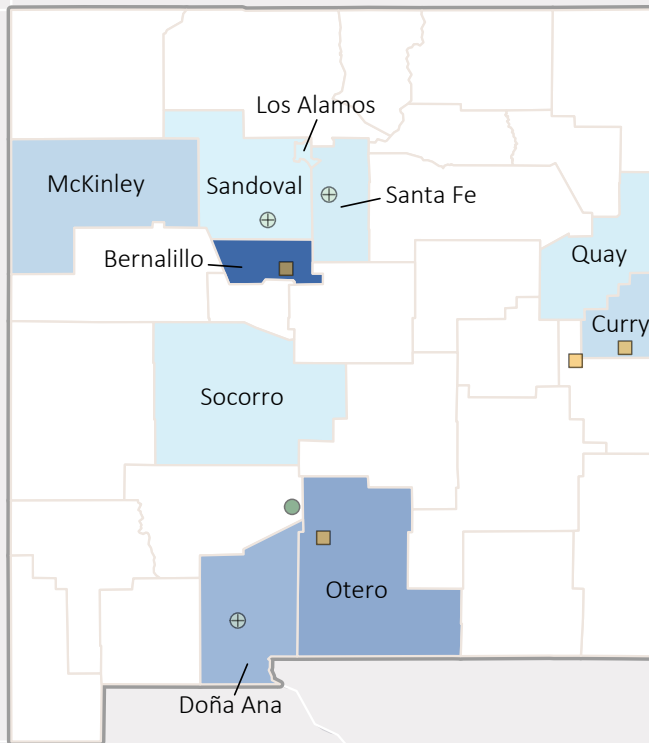 Los Alamos
McKinley
Sandoval
Santa Fe
Bernalillo
Quay
Curry
Socorro
Otero
Doña Ana